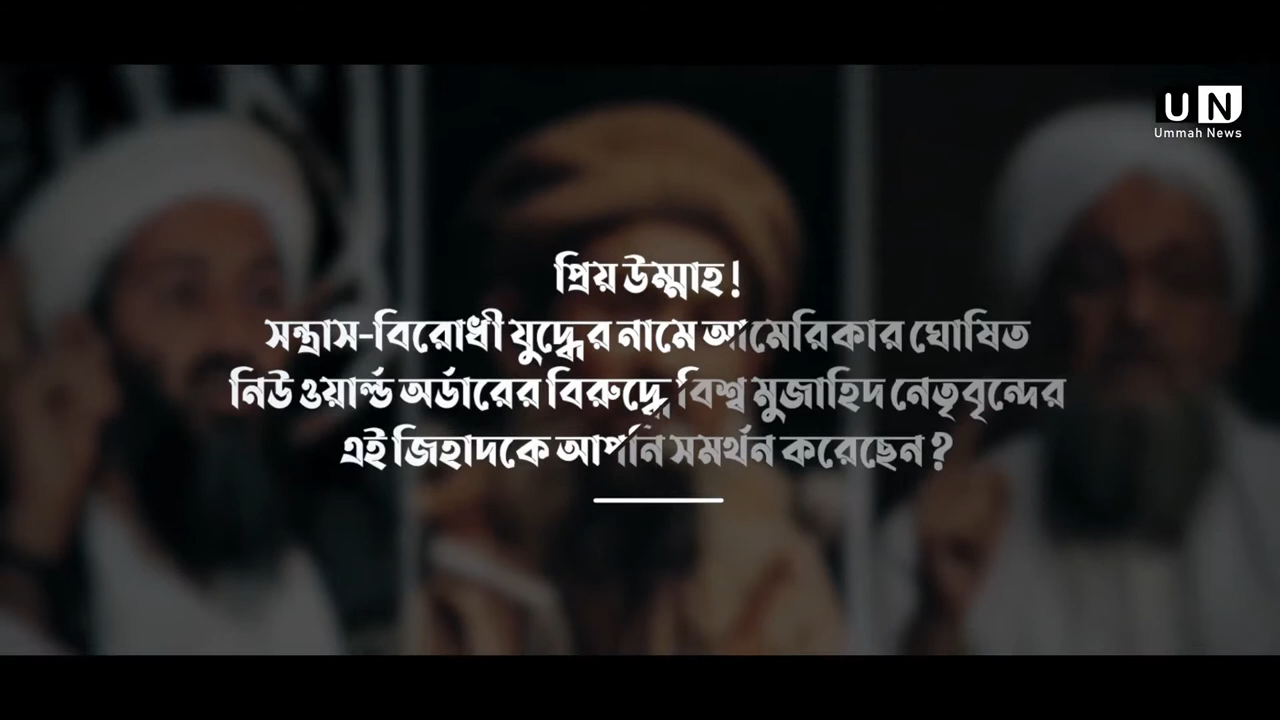 UN
Ummah News
প্রিয় উম্মাহ !
সন্ত্রাস-বিরোধী যুদ্ধের নামে আমেরিকার ঘোষিত
নিউ ওয়ার্ল্ড অর্ডারের বিরুদ্ধে বিশ্ব মুজাহিদ নেতৃবৃন্দের
এই জিহাদকে আপনি সমর্থন করেছেন ?